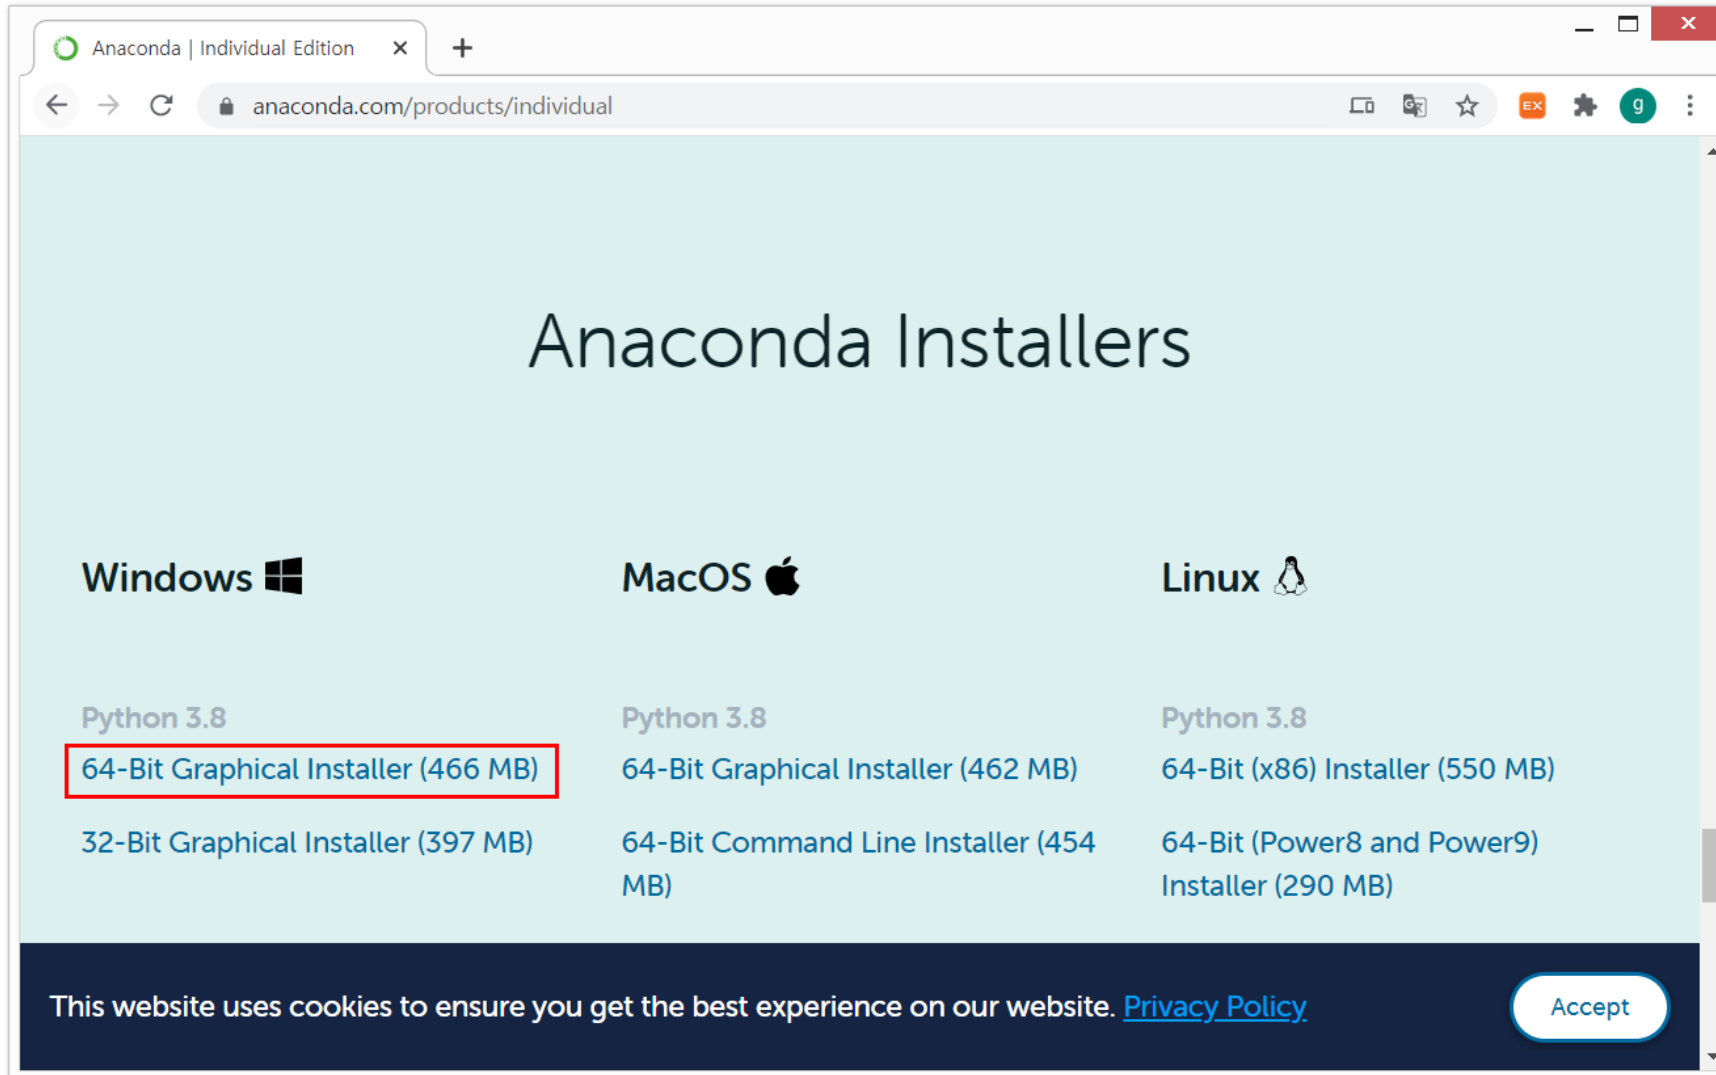 Anaconda | Individual Edition
anaconda.com/products/individual
EX
g
Anaconda Installers
Windows
MacOS
Linux
Python 3.8
64-Bit Graphical Installer (466 MB)
32-Bit Graphical Installer (397 MB)
Python 3.8
64-Bit Graphical Installer (462 MB)
64-Bit Command Line Installer (454
MB)
Python 3.8
64-Bit (x86) Installer (550 MB)
64-Bit (Power8 and Power9)
Installer (290 MB)
This website uses cookies to ensure you get the best experience on our website. Privacy Policy
Accept